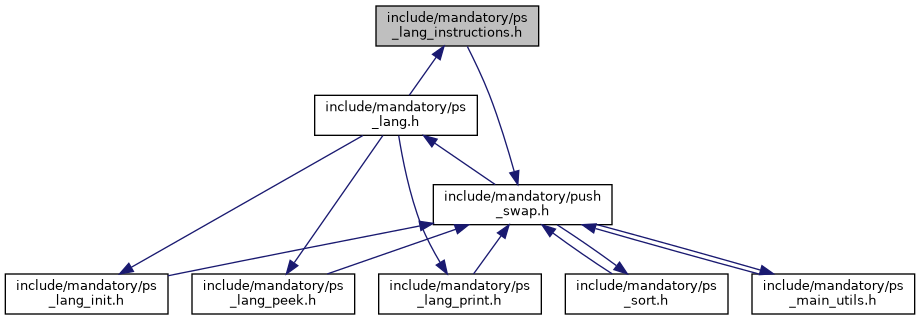 include/mandatory/ps
_lang_instructions.h
include/mandatory/ps
_lang.h
include/mandatory/push
_swap.h
include/mandatory/ps
_lang_init.h
include/mandatory/ps
_lang_peek.h
include/mandatory/ps
_lang_print.h
include/mandatory/ps
_sort.h
include/mandatory/ps
_main_utils.h